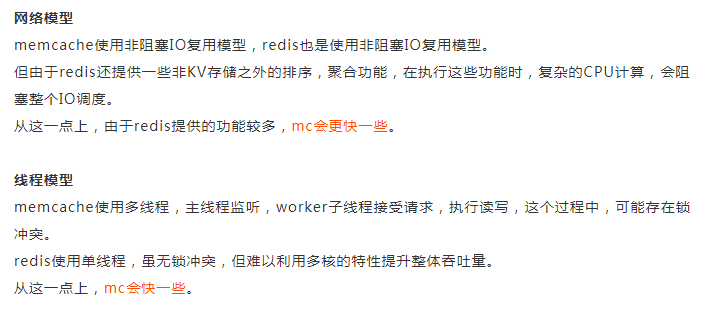 网络模型
memcache使用非阻塞IO复用模型，redis也是使用非阻塞IO复用模型。
但由于redis还提供一些非KV存储之外的排序，聚合功能，在执行这些功能时，复杂的CPU计算，会阻
塞整个IO调度。
从这一点上，由于redis提供的功能较多，mc会更快一些。
线程模型
memcache使用多线程，主线程监听，worker子线程接受请求，执行读写，这个过程中，可能存在锁
冲突。
redis使用单线程，虽无锁冲突，但难以利用多核的特性提升整体吞吐量。
从这一点上，mc会快一些。